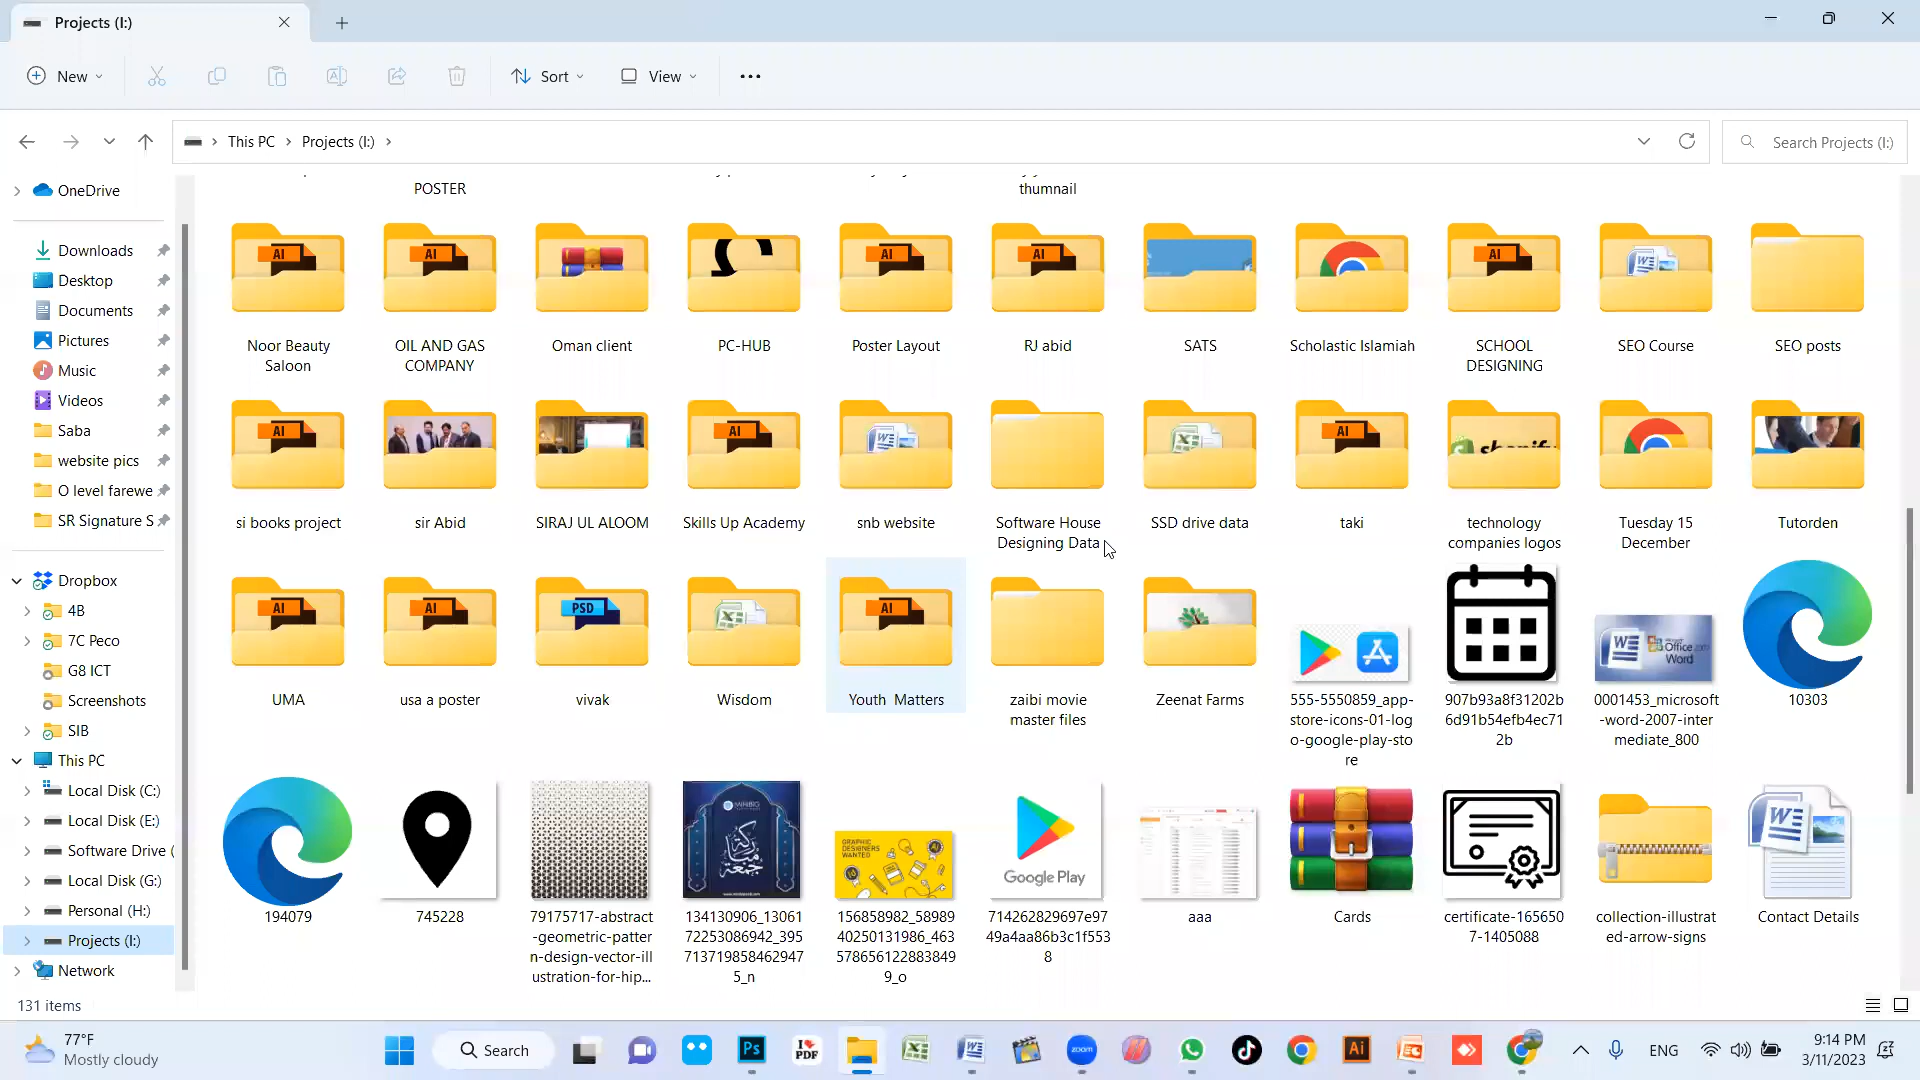 Projects (I:)
New
Sort
View
This PC
Projects (I:)
Search Projects (I:)
OneDrive
Downloads
Desktop
Documents
Pictures
Music
Videos
Saba
website pics
O level farewe
SR Signature S
Dropbox
4B
7C Peco
G8 ICT
Screenshots
SIB
This PC
Local Disk (C:)
Local Disk (E:)
Software Drive (
Local Disk (G:)
Personal (H:)
Projects (I:)
Network
POSTER
thumnail
Noor Beauty
Saloon
OIL AND GAS
COMPANY
Oman client
PC-HUB
Poster Layout
RJ abid
SATS
Scholastic Islamiah
SCHOOL
DESIGNING
SEO Course
SEO posts
si books project
sir Abid
SIRAJ UL ALOOM
Skills Up Academy
snb website
Software House
Designing Data
SSD drive data
taki
technology
companies logos
Tuesday 15
December
Tutorden
UMA
usa a poster
vivak
Wisdom
Youth Matters
zaibi movie
master files
Zeenat Farms
555-5550859_app-
store-icons-01-log
o-google-play-sto
re
907b93a8f31202b
6d91b54efb4ec71
2b
0001453_microsoft
-word-2007-inter
mediate_800
10303
194079
745228
79175717-abstract
-geometric-patter
n-design-vector-ill
ustration-for-hip...
134130906_13061
72253086942_395
713719858462947
5_n
GRAPHIC
DESIGNERS
WANTED
156858982_58989
40250131986_463
578656122883849
9_o
Google Play
714262829697e97
49a4aa86b3c1f553
8
aaa
Cards
certificate-165650
7-1405088
collection-illustrat
ed-arrow-signs
Contact Details
131 items
77°F
Mostly cloudy
Search
ENG
9:14 PM
3/11/2023